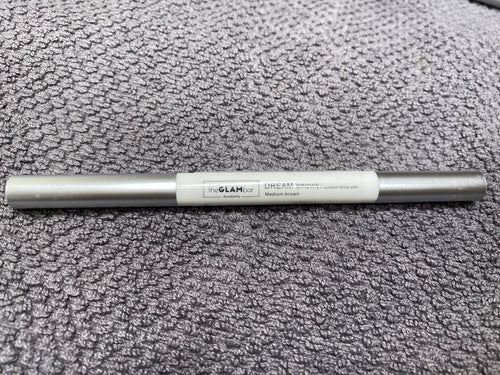 theGLAMbar
Academy
DREAM BROWS brow pen
Medium brown